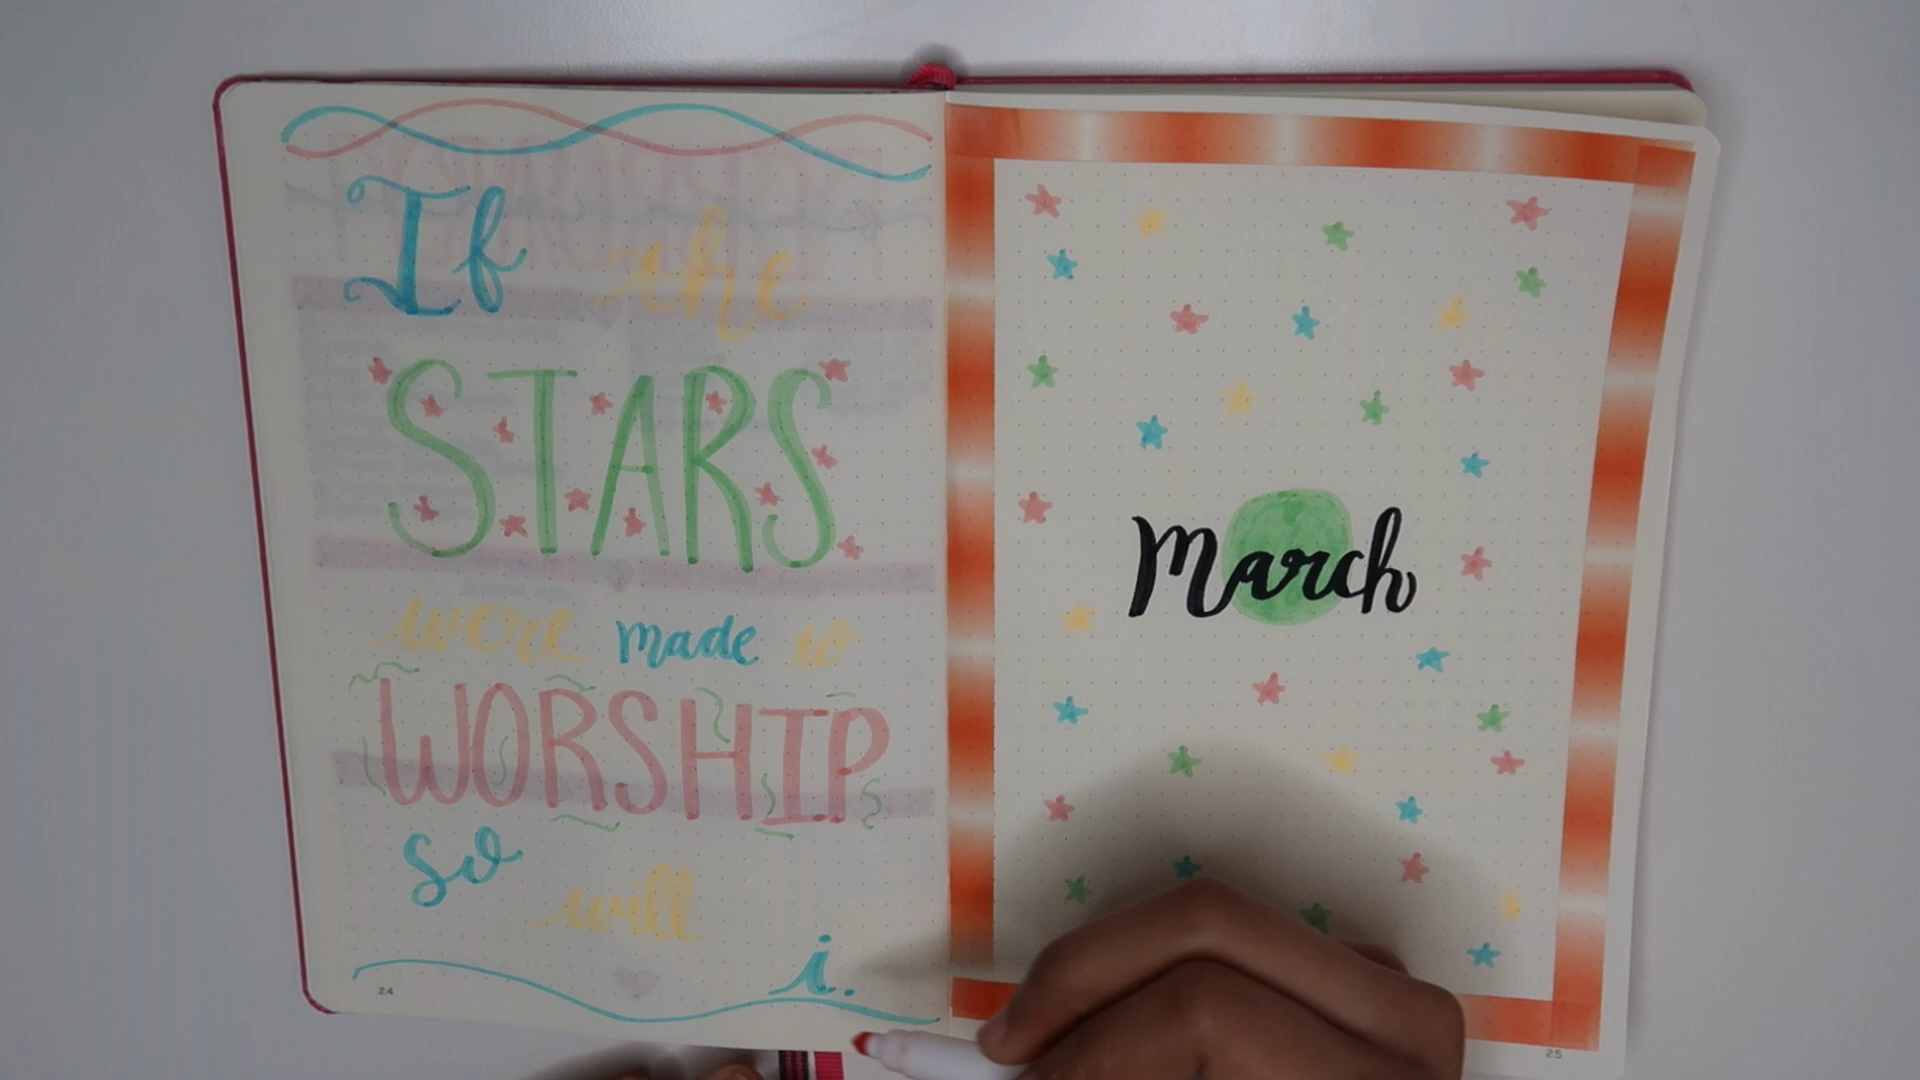 If the
STARS
were made to
WORSHIP
so
will
i.
24
March
25